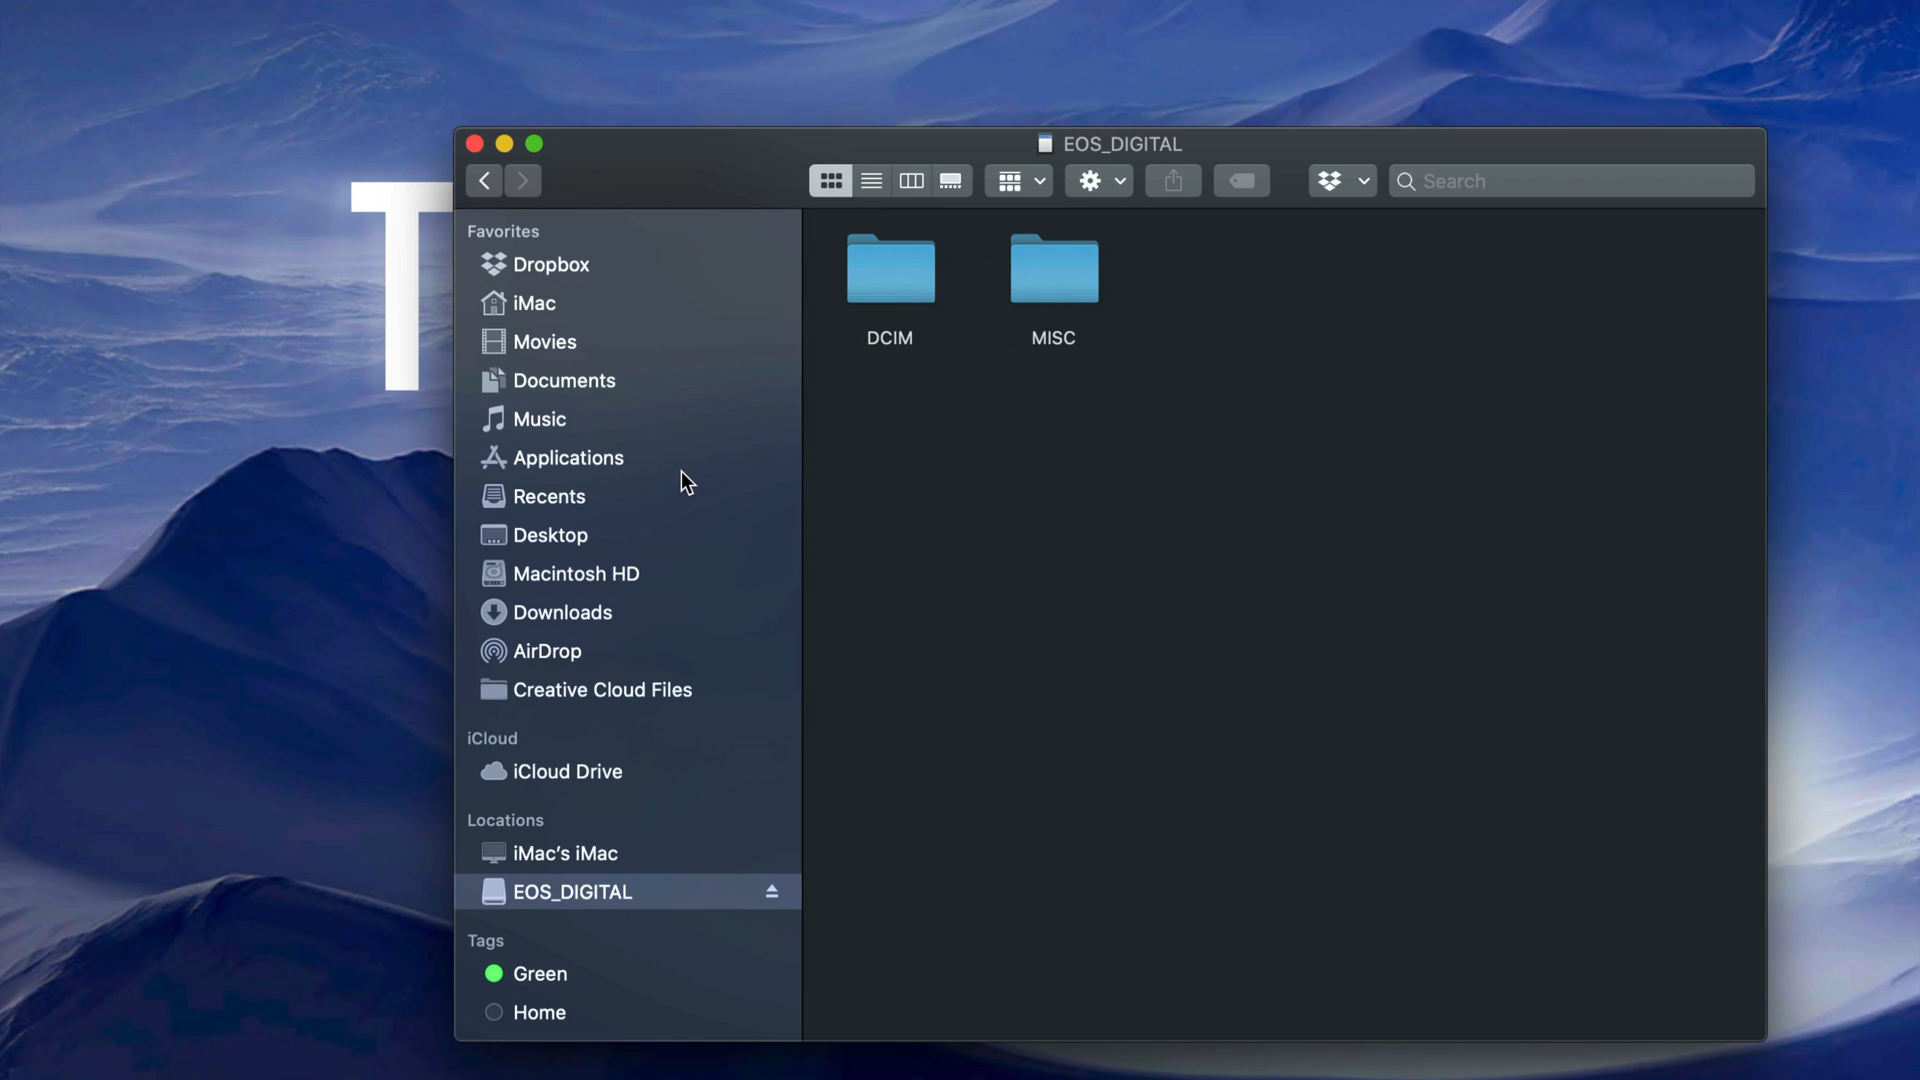 T
EOS_DIGITAL
Search
Favorites
Dropbox
iMac
Movies
Documents
Music
Applications
Recents
Desktop
Macintosh HD
Downloads
AirDrop
Creative Cloud Files
iCloud
iCloud Drive
Locations
iMac's iMac
EOS_DIGITAL
Tags
Green
Home
DCIM
MISC